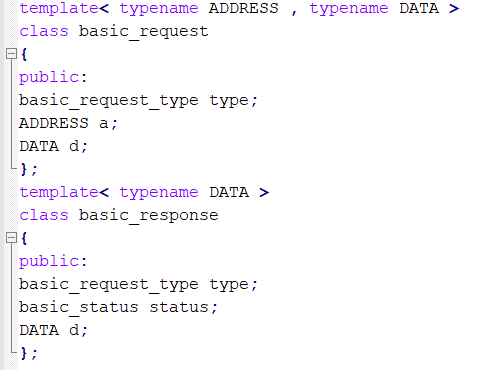 template< typename ADDRESS , typename DATA >
class basic_request
{
public:
basic_request_type type;
ADDRESS a;
DATA d;
};
template< typename DATA >
class basic_response
{
public:
basic_request_type type;
basic_status status;
DATA d;
};